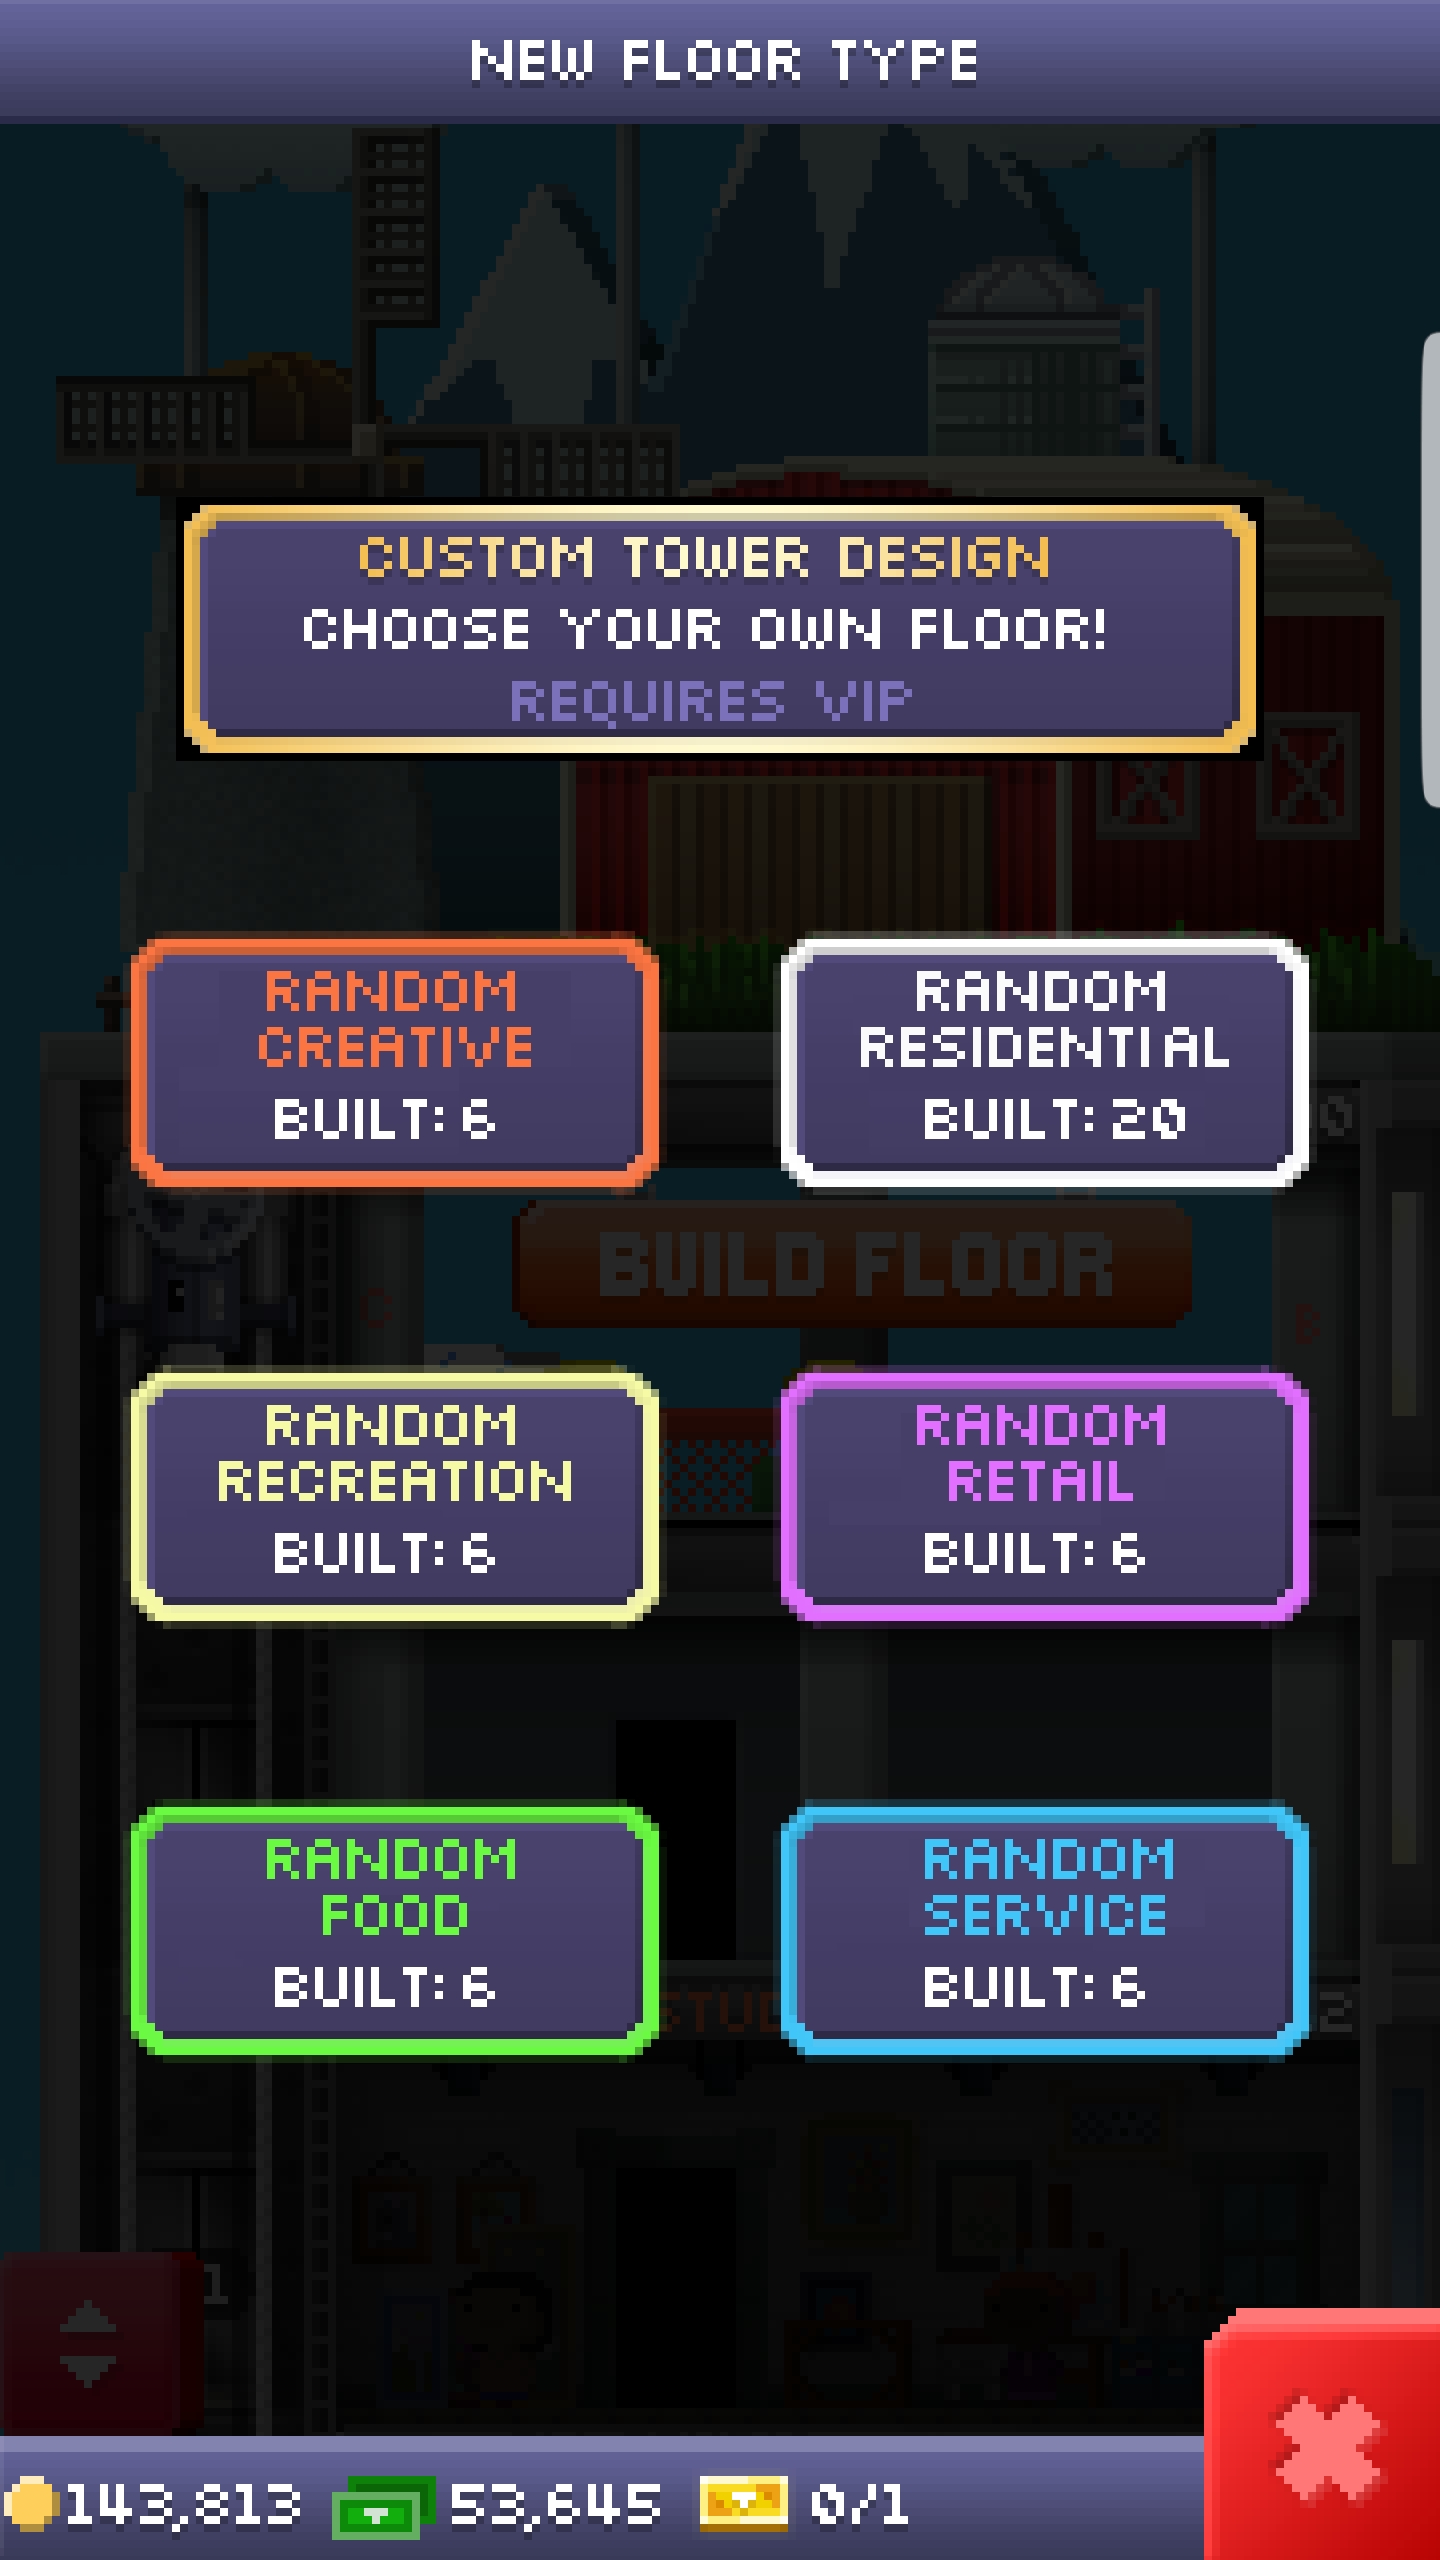 NEW FLOOR TYPE
CUSTOM TOWER DESIGN
CHOOSE YOUR OWN FLOOR!
REQUIRES VIP
RANDOM
CREATIVE
BUILT: 6
RANDOM
RESIDENTIAL
BUILT: 20
BUILD FLOOR
RANDOM
RECREATION
BUILT: 6
RANDOM
RETAIL
BUILT: 6
RANDOM
FOOD
BUILT: 6
RANDOM
SERVICE
BUILT: 6
143,813
53,645
0/1